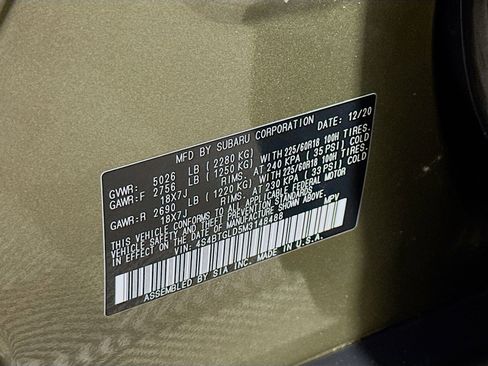 MFD BY SUBARU CORPORATION DATE: 12/20
GVWR: 5026 LB (2280 KG)
GAWR: F 2756 LB (1250 KG) WITH 225/60R18 100H TIRES,
18X7J RIMS, AT 240 KPA (35 PSI) COLD
GAWR: R 2690 LB (1220 KG) WITH 225/60R18 100H TIRES,
18X7J RIMS, AT 230 KPA (33 PSI) COLD
THIS VEHICLE CONFORMS TO ALL APPLICABLE FEDERAL MOTOR
VEHICLE SAFETY STANDARDS IN EFFECT ON THE
DATE OF MANUFACTURE SHOWN ABOVE.
VIN: 4S4BTGLD5M3148488 MPV
ASSEMBLED BY SIA INC. MADE IN U.S.A.